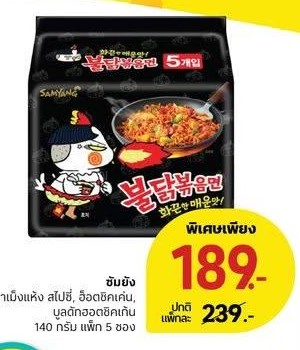 화끈한 매운맛!
불닭볶음면 5개입
SAMYANG
불닭볶음면
화끈한 매운맛!
พิเศษเพียง
189.-
ปกติ
แพ็กละ 239.-
ซัมยัง
าเม็งแห้ง สไปซี่, ฮ็อตชิคเค่น,
บูลดักฮอตชิคเก้น
140 กรัม แพ็ก 5 ซอง